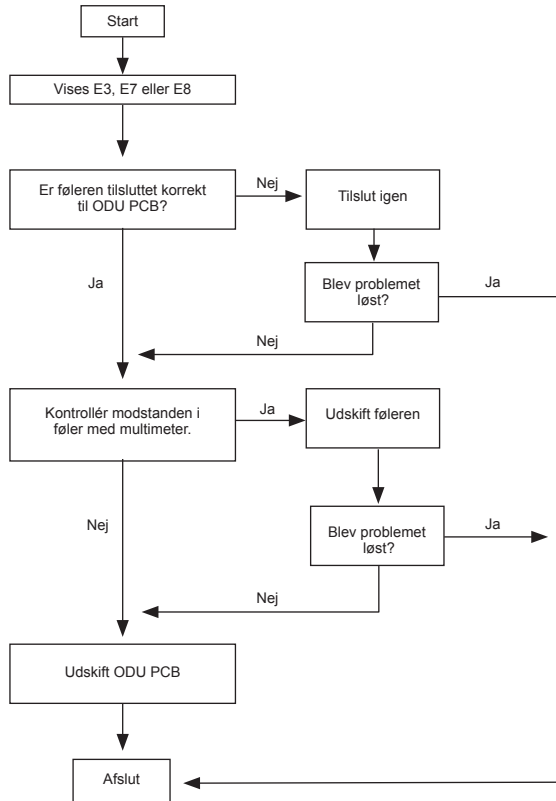 Start
Vises E3, E7 eller E8
Er føleren tilsluttet korrekt
til ODU PCB?
Nej
Tilslut igen
Ja
Blev problemet
løst?
Ja
Nej
Kontrollér modstanden i
føler med multimeter.
Ja
Udskift føleren
Nej
Blev problemet
løst?
Ja
Nej
Udskift ODU PCB
Afslut